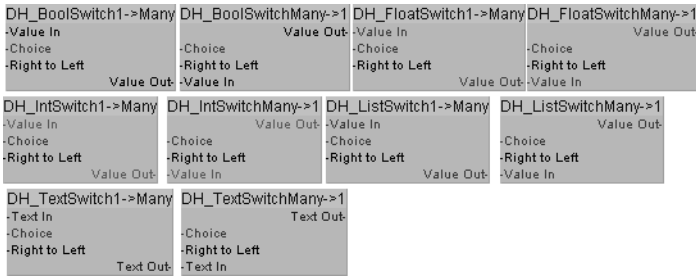 DH_BoolSwitch1->Many DH_BoolSwitchMany->1 DH_FloatSwitch1->Many DH_FloatSwitchMany->1
-Value In Value Out- -Value In Value Out-
-Choice -Choice -Choice -Choice
-Right to Left -Right to Left -Right to Left -Right to Left
Value Out- -Value In Value Out- -Value In
DH_IntSwitch1->Many DH_IntSwitchMany->1 DH_ListSwitch1->Many DH_ListSwitchMany->1
-Value In Value Out- -Value In Value Out-
-Choice -Choice -Choice -Choice
-Right to Left -Right to Left -Right to Left -Right to Left
Value Out- -Value In Value Out- -Value In
DH_TextSwitch1->Many DH_TextSwitchMany->1
-Text In Text Out-
-Choice -Choice
-Right to Left -Right to Left
Text Out- -Text In